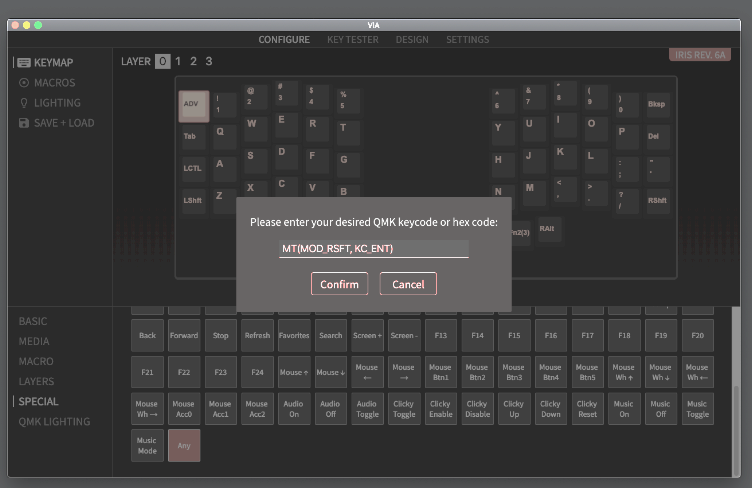 VIA
CONFIGURE KEY TESTER DESIGN SETTINGS
KEYMAP
MACROS
LIGHTING
SAVE + LOAD
LAYER 0 1 2 3
IRIS REV. 6A
ADV ! 1 @ 2 # 3 $ 4 % 5 ^ 6 & 7 * 8 ( 9 ) 0 Bksp
Tab Q W E R T Y U I O P Del
LCTL A S D F G H J K L : ; " '
LShft Z X C V B N M < , > . ? / RShft
n2(3) RAlt
Please enter your desired QMK keycode or hex code:
MT(MOD_RSFT, KC_ENT)
Confirm Cancel
BASIC
MEDIA
MACRO
LAYERS
SPECIAL
QMK LIGHTING
Back Forward Stop Refresh Favorites Search Screen + Screen - F13 F14 F15 F16 F17 F18 F19 F20
F21 F22 F23 F24 Mouse ↑ Mouse ↓ Mouse ← Mouse → Mouse Btn1 Mouse Btn2 Mouse Btn3 Mouse Btn4 Mouse Btn5 Mouse Wh ↑ Mouse Wh ↓ Mouse Wh ←
Mouse Wh → Mouse Acc0 Mouse Acc1 Mouse Acc2 Audio On Audio Off Audio Toggle Clicky Toggle Clicky Enable Clicky Disable Clicky Up Clicky Down Clicky Reset Music On Music Off Music Toggle
Music Mode Any